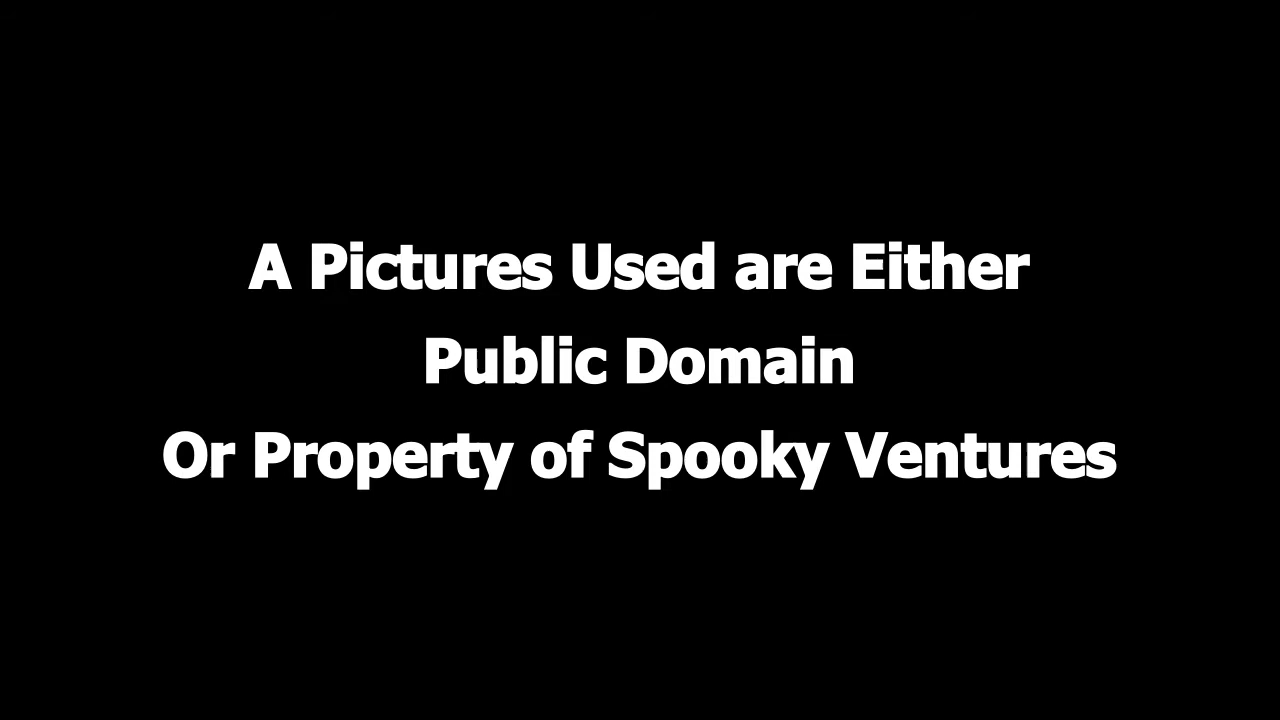 A Pictures Used are Either
Public Domain
Or Property of Spooky Ventures